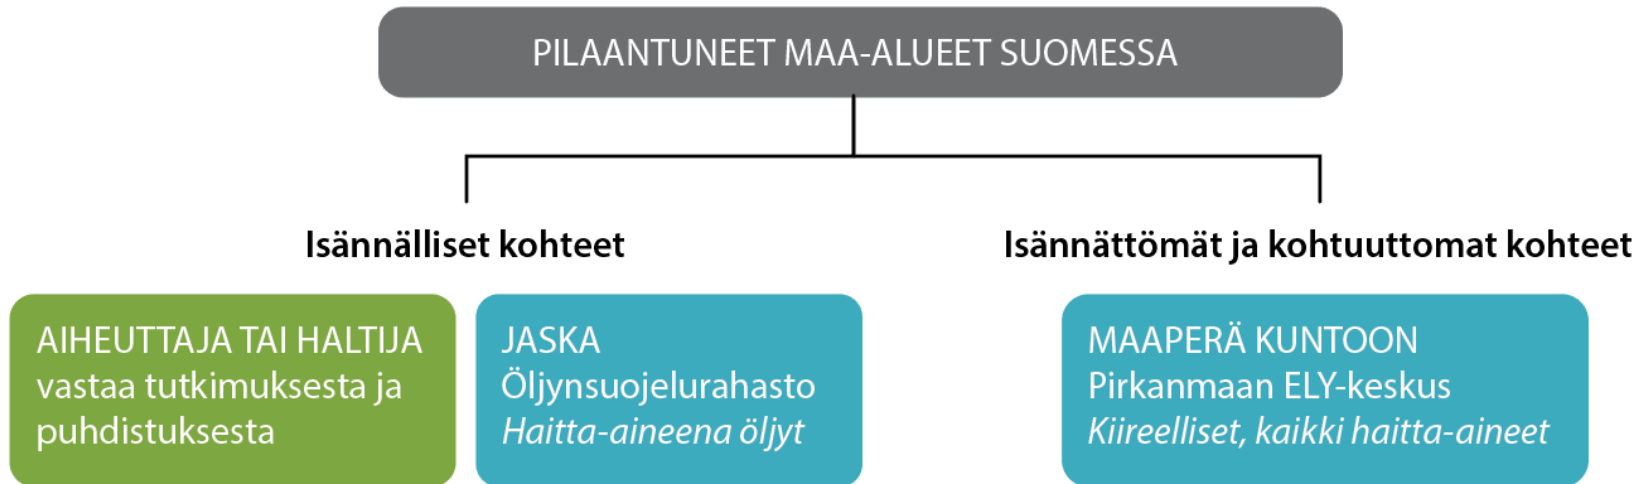 PILAANTUNEET MAA-ALUEET SUOMESSA
Isännälliset kohteet
Isännättömät ja kohtuuttomat kohteet
AIHEUTTAJA TAI HALTIJA
vastaa tutkimuksesta ja
puhdistuksesta
JASKA
Öljynsuojelurahasto
Haitta-aineena öljyt
MAAPERÄ KUNTOON
Pirkanmaan ELY-keskus
Kiireelliset, kaikki haitta-aineet